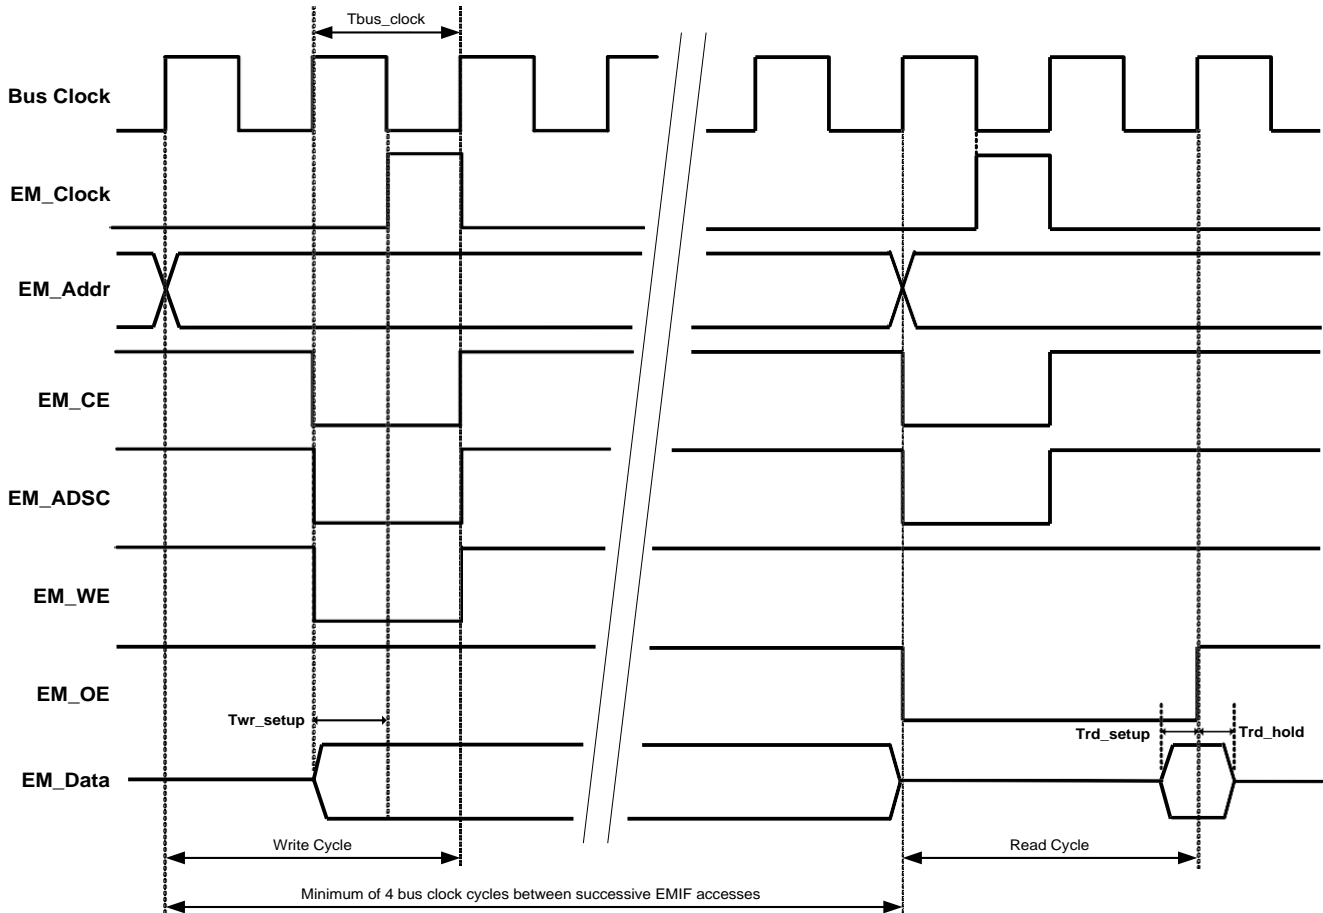 Tbus_clock
Bus Clock
EM_Clock
EM_Addr
EM_CE
EM_ADSC
EM_WE
EM_OE
Twr_setup
Trd_setup
Trd_hold
EM_Data
Write Cycle
Read Cycle
Minimum of 4 bus clock cycles between successive EMIF accesses